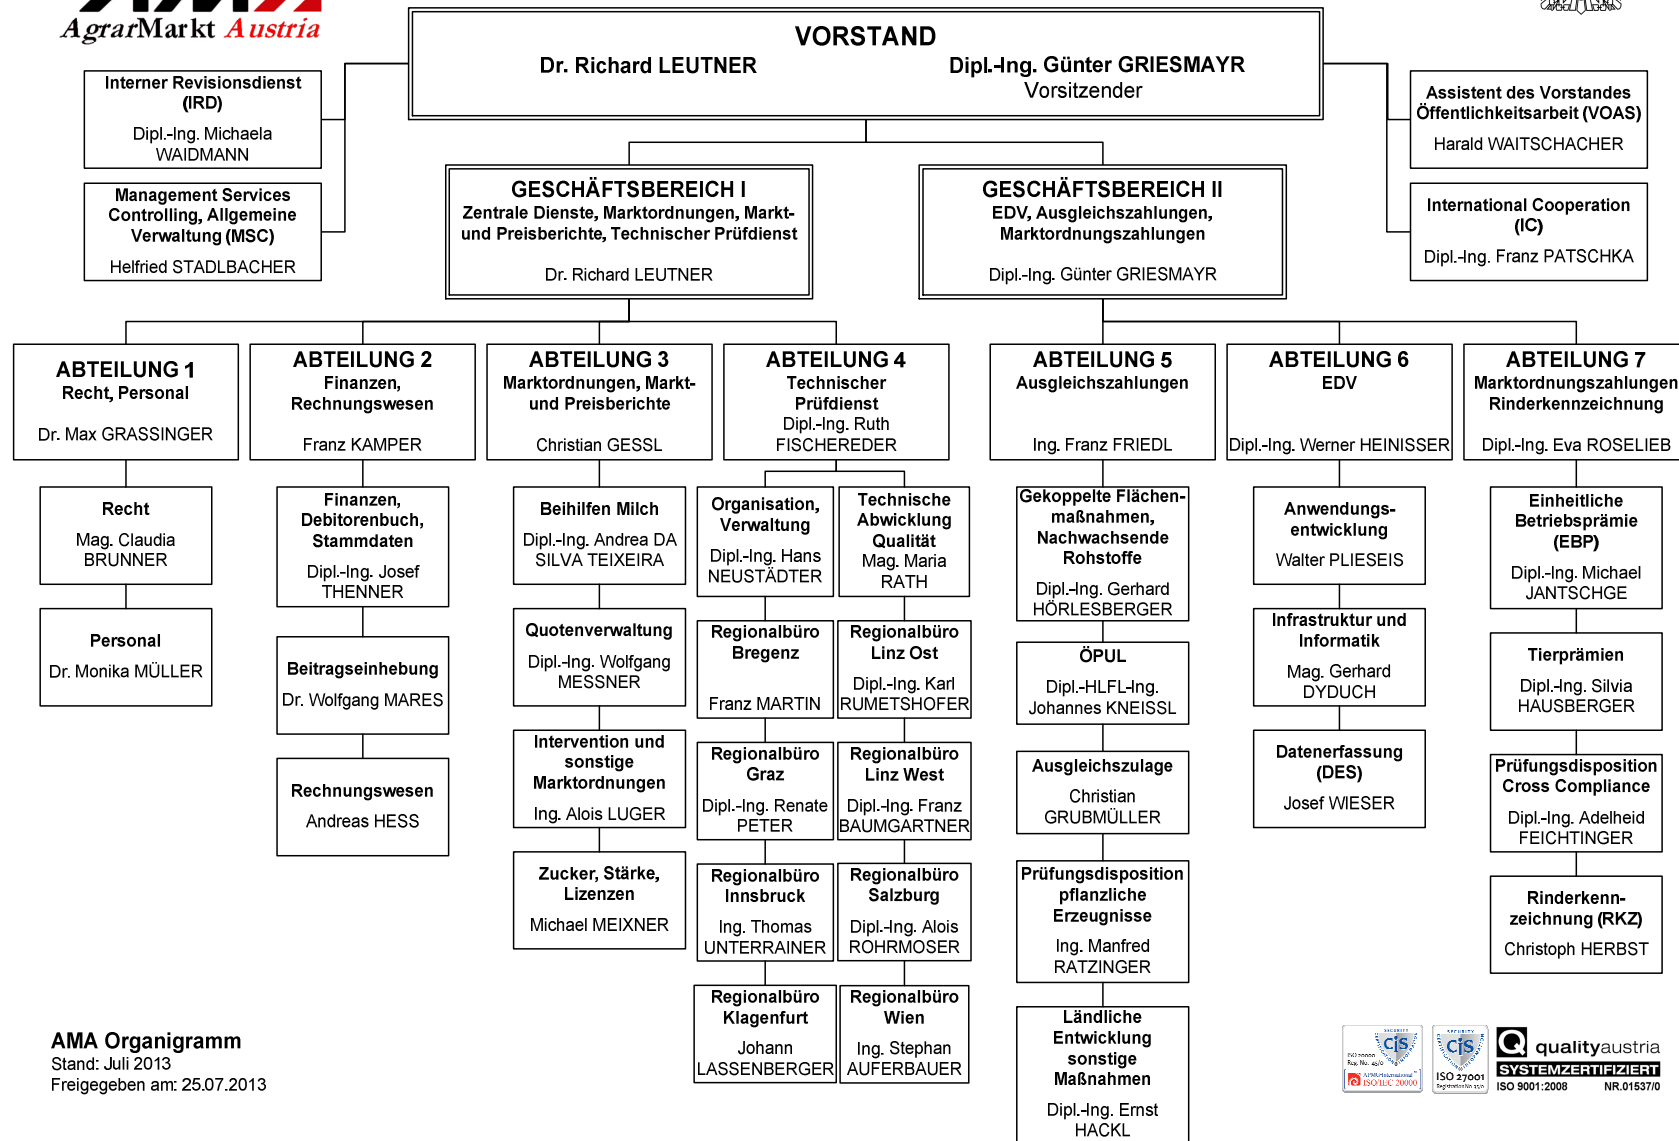 AgrarMarkt Austria
VORSTAND
Dr. Richard LEUTNER
Dipl.-Ing. Günter GRIESMAYR
Vorsitzender
Interner Revisionsdienst
(IRD)
Dipl.-Ing. Michaela
WAIDMANN
Management Services
Controlling, Allgemeine
Verwaltung (MSC)
Helfried STADLBACHER
Assistent des Vorstandes
Öffentlichkeitsarbeit (VOAS)
Harald WAITSCHACHER
International Cooperation
(IC)
Dipl.-Ing. Franz PATSCHKA
GESCHÄFTSBEREICH I
Zentrale Dienste, Marktordnungen, Markt-
und Preisberichte, Technischer Prüfdienst
Dr. Richard LEUTNER
GESCHÄFTSBEREICH II
EDV, Ausgleichszahlungen,
Marktordnungszahlungen
Dipl.-Ing. Günter GRIESMAYR
ABTEILUNG 1
Recht, Personal
Dr. Max GRASSINGER
Recht
Mag. Claudia
BRUNNER
Personal
Dr. Monika MÜLLER
ABTEILUNG 2
Finanzen,
Rechnungswesen
Franz KAMPER
Finanzen,
Debitorenbuch,
Stammdaten
Dipl.-Ing. Josef
THENNER
Beitragseinhebung
Dr. Wolfgang MARES
Rechnungswesen
Andreas HESS
ABTEILUNG 3
Marktordnungen, Markt-
und Preisberichte
Christian GESSL
Beihilfen Milch
Dipl.-Ing. Andrea DA
SILVA TEIXEIRA
Quotenverwaltung
Dipl.-Ing. Wolfgang
MESSNER
Intervention und
sonstige
Marktordnungen
Ing. Alois LUGER
Zucker, Stärke,
Lizenzen
Michael MEIXNER
ABTEILUNG 4
Technischer
Prüfdienst
Dipl.-Ing. Ruth
FISCHEREDER
Organisation,
Verwaltung
Dipl.-Ing. Hans
NEUSTÄDTER
Regionalbüro
Bregenz
Franz MARTIN
Regionalbüro
Graz
Dipl.-Ing. Renate
PETER
Regionalbüro
Innsbruck
Ing. Thomas
UNTERRAINER
Regionalbüro
Klagenfurt
Johann
LASSENBERGER
Technische
Abwicklung
Qualität
Mag. Maria
RATH
Regionalbüro
Linz Ost
Dipl.-Ing. Karl
RUMETSHOFER
Regionalbüro
Linz West
Dipl.-Ing. Franz
BAUMGARTNER
Regionalbüro
Salzburg
Dipl.-Ing. Alois
ROHRMOSER
Regionalbüro
Wien
Ing. Stephan
AUFERBAUER
ABTEILUNG 5
Ausgleichszahlungen
Ing. Franz FRIEDL
Gekoppelte Flächen-
maßnahmen,
Nachwachsende
Rohstoffe
Dipl.-Ing. Gerhard
HÖRLESBERGER
ÖPUL
Dipl.-HLFL-Ing.
Johannes KNEISSL
Ausgleichszulage
Christian
GRUBMÜLLER
Prüfungsdisposition
pflanzliche
Erzeugnisse
Ing. Manfred
RATZINGER
Ländliche
Entwicklung
sonstige
Maßnahmen
Dipl.-Ing. Ernst
HACKL
ABTEILUNG 6
EDV
Dipl.-Ing. Werner HEINISSER
Anwendungs-
entwicklung
Walter PLIESEIS
Infrastruktur und
Informatik
Mag. Gerhard
DYDUCH
Datenerfassung
(DES)
Josef WIESER
ABTEILUNG 7
Marktordnungszahlungen
Rinderkennzeichnung
Dipl.-Ing. Eva ROSELIEB
Einheitliche
Betriebsprämie
(EBP)
Dipl.-Ing. Michael
JANTSCHGE
Tierprämien
Dipl.-Ing. Silvia
HAUSBERGER
Prüfungsdisposition
Cross Compliance
Dipl.-Ing. Adelheid
FEICHTINGER
Rinderkenn-
zeichnung (RKZ)
Christoph HERBST
AMA Organigramm
Stand: Juli 2013
Freigegeben am: 25.07.2013
SECURITY
CiS
ISO 20000
ISO/IEC 20000
SECURITY
CiS
ISO 27001
Q qualityaustria
SYSTEMZERTIFIZIERT
ISO 9001:2008 NR.01537/0